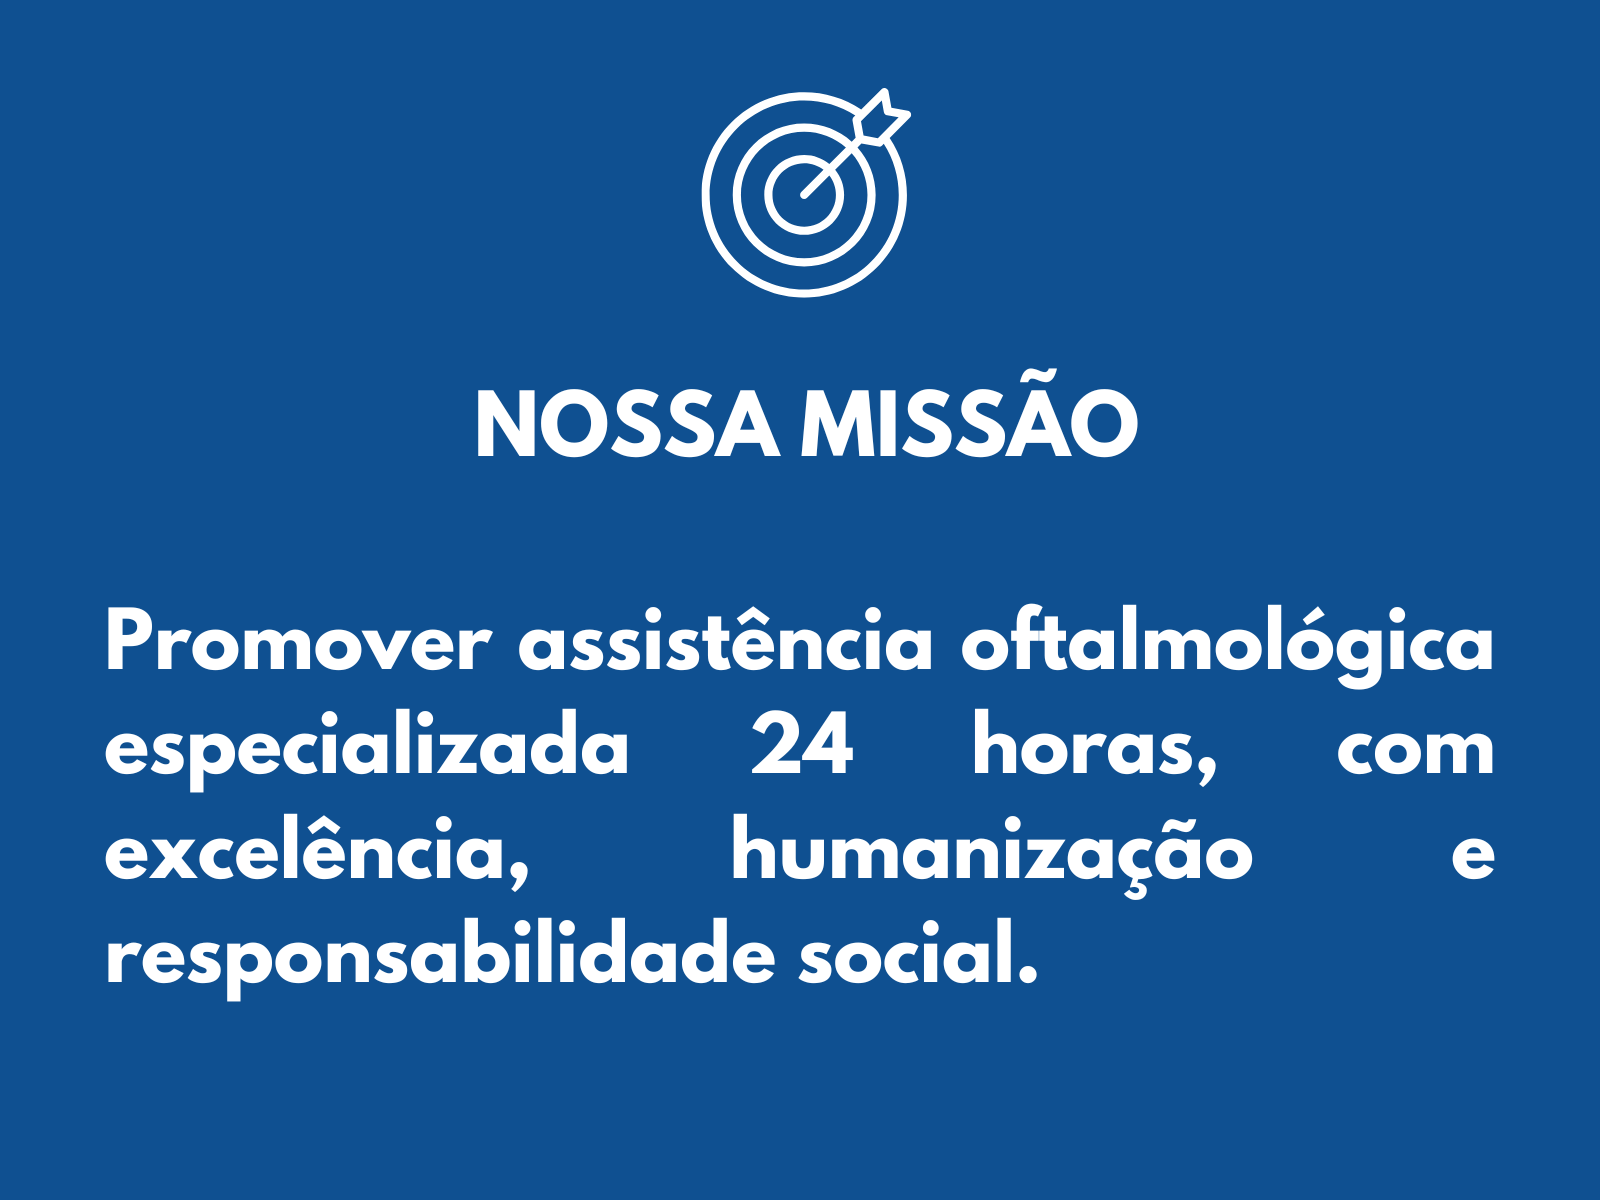 NOSSA MISSÃO
Promover assistência oftalmológica
especializada 24 horas, com
excelência, humanização e
responsabilidade social.